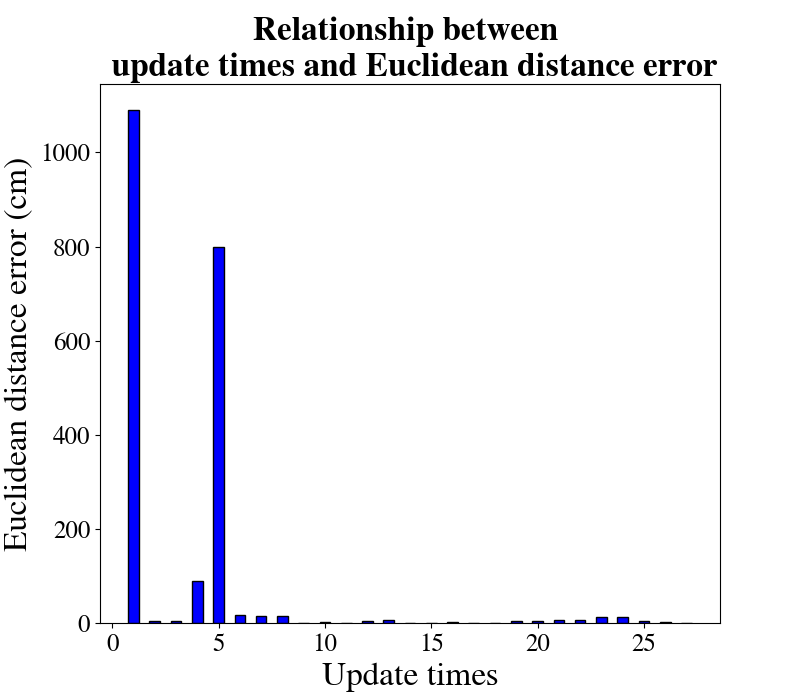 Relationship between
update times and Euclidean distance error
Euclidean distance error (cm)
1000
800
600
400
200
0
0 5 10 15 20 25
Update times